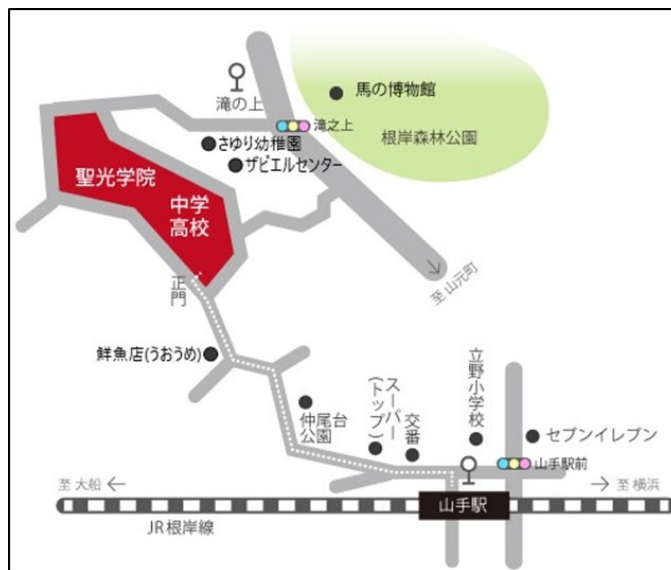 滝の上
馬の博物館
滝之上
根岸森林公園
さゆり幼稚園
ザビエルセンター
聖光学院
中学
高校
至 山元町
正門
鮮魚店(うおうめ)
仲尾台
公園
スーパー
(トップ)
交番
立野小学校
セブンイレブン
山手駅前
至 大船
至 横浜
山手駅
JR根岸線